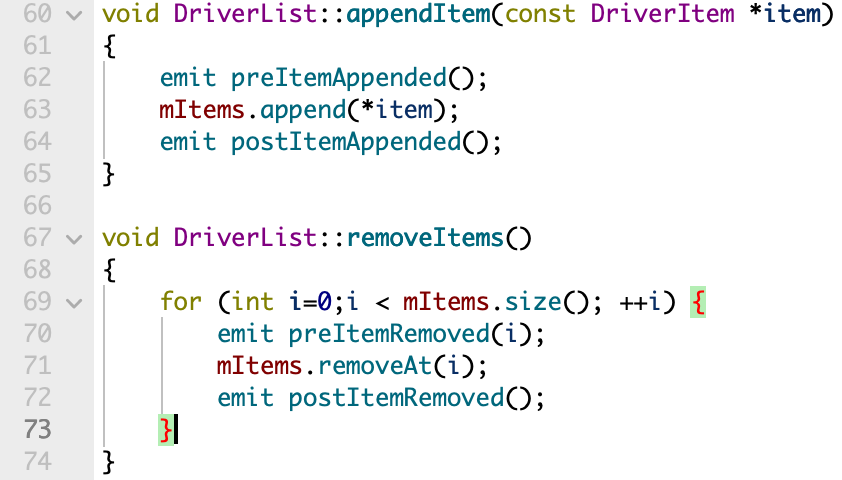 60 void DriverList::appendItem(const DriverItem *item)
61 {
62     emit preItemAppended();
63     mItems.append(*item);
64     emit postItemAppended();
65 }
66
67 void DriverList::removeItems()
68 {
69     for (int i=0;i < mItems.size(); ++i) {
70         emit preItemRemoved(i);
71         mItems.removeAt(i);
72         emit postItemRemoved();
73     }
74 }